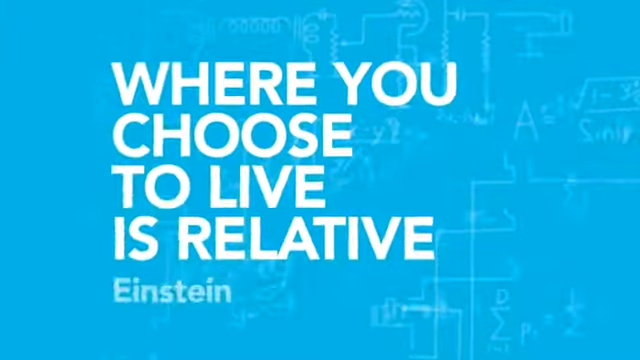 WHERE YOU
CHOOSE
TO LIVE
IS RELATIVE
Einstein